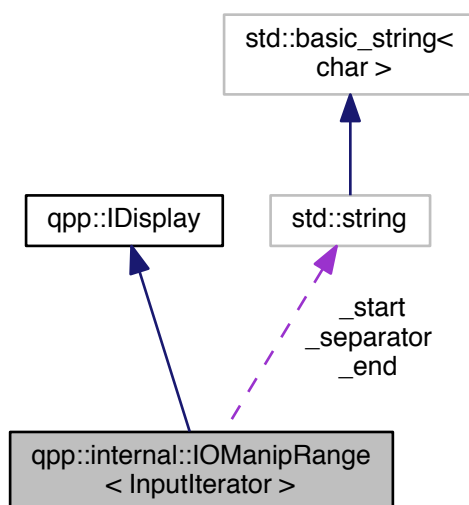 std::basic_string<
char >
qpp::IDisplay
std::string
_start
_separator
_end
qpp::internal::IOManipRange
< InputIterator >